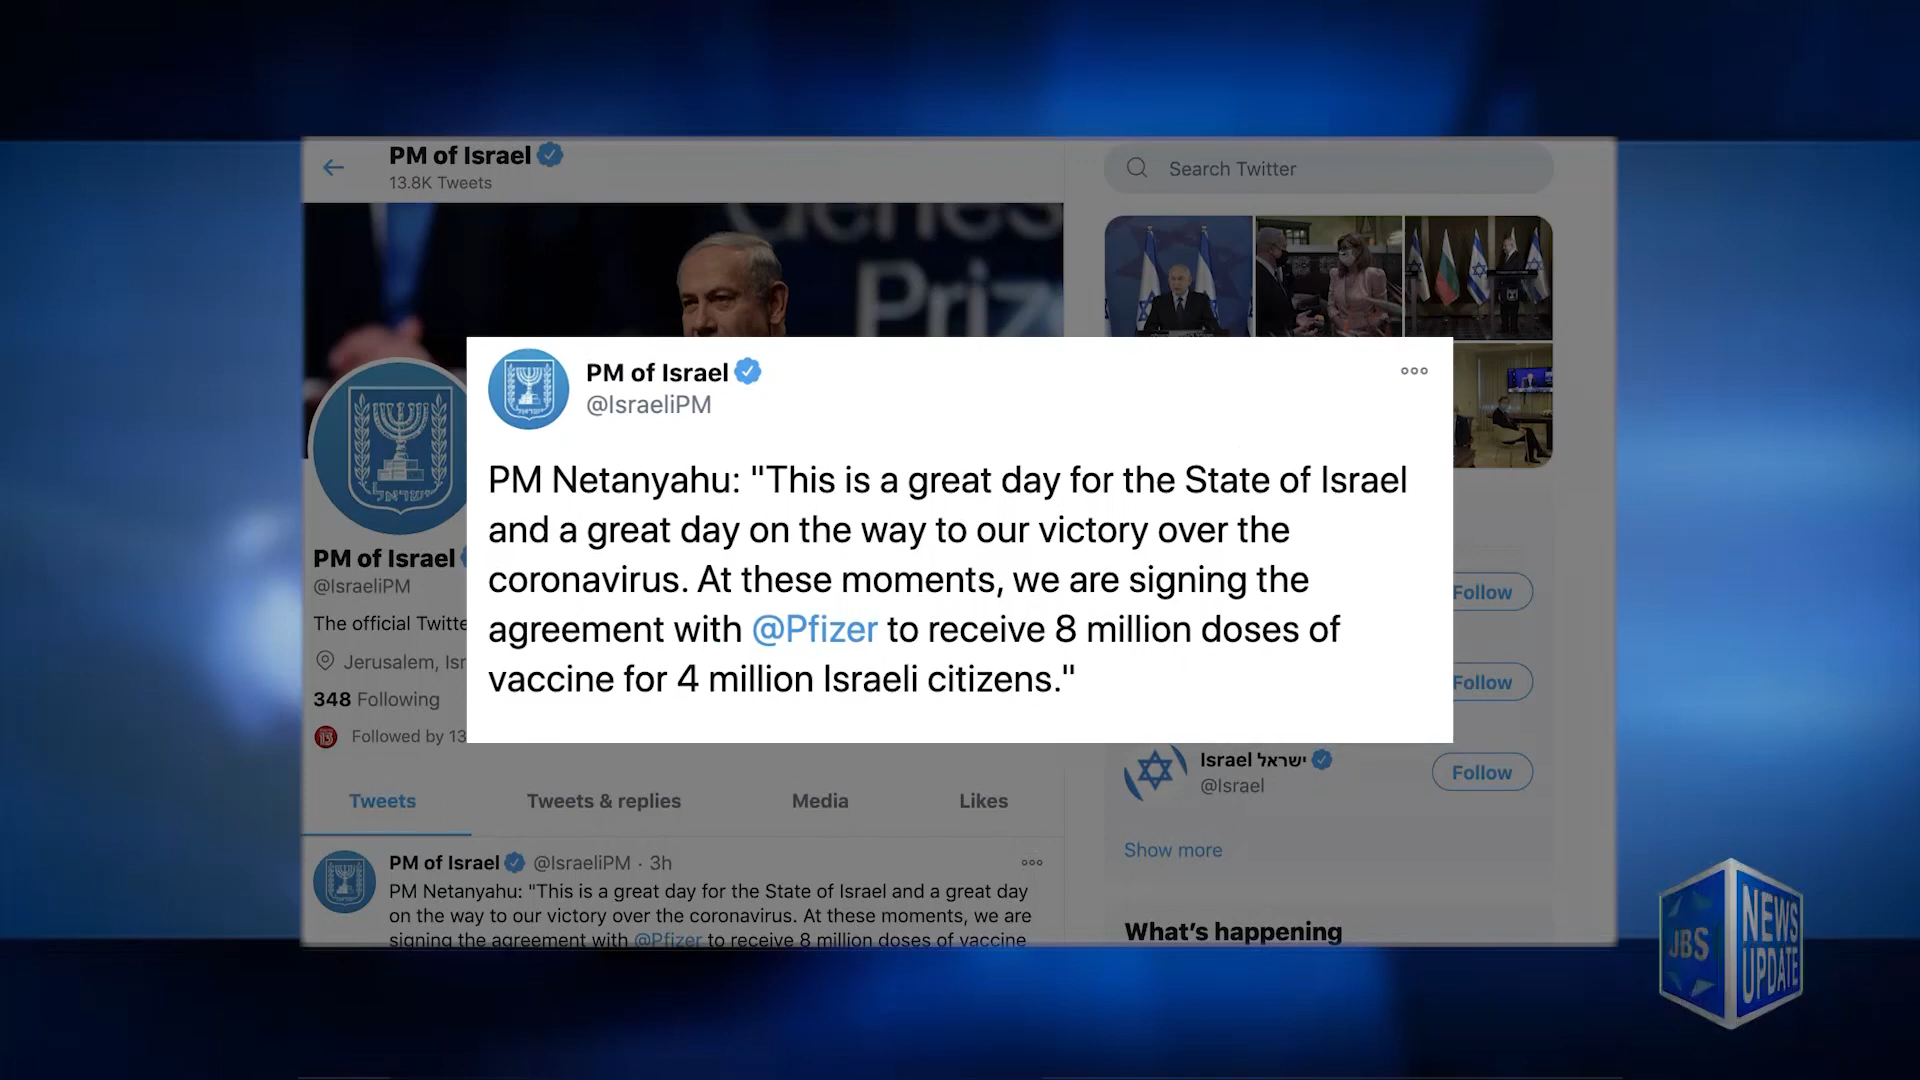 PM of Israel
13.8K Tweets
Search Twitter
Genes
Prize
PM of Israel
@IsraeliPM
PM Netanyahu: "This is a great day for the State of Israel
and a great day on the way to our victory over the
coronavirus. At these moments, we are signing the
agreement with @Pfizer to receive 8 million doses of
vaccine for 4 million Israeli citizens."
ישראל
PM of Israel
@IsraeliPM
The official Twitte
Jerusalem, Isr
348 Following
13
Followed by 13
Tweets
Tweets & replies
Media
Likes
PM of Israel @IsraeliPM · 3h
PM Netanyahu: "This is a great day for the State of Israel and a great day
on the way to our victory over the coronavirus. At these moments, we are
signing the agreement with @Pfizer to receive 8 million doses of vaccine
Follow
Follow
Israel ישראל
@Israel
Follow
Show more
What's happening
JBS
NEWS
UPDATE